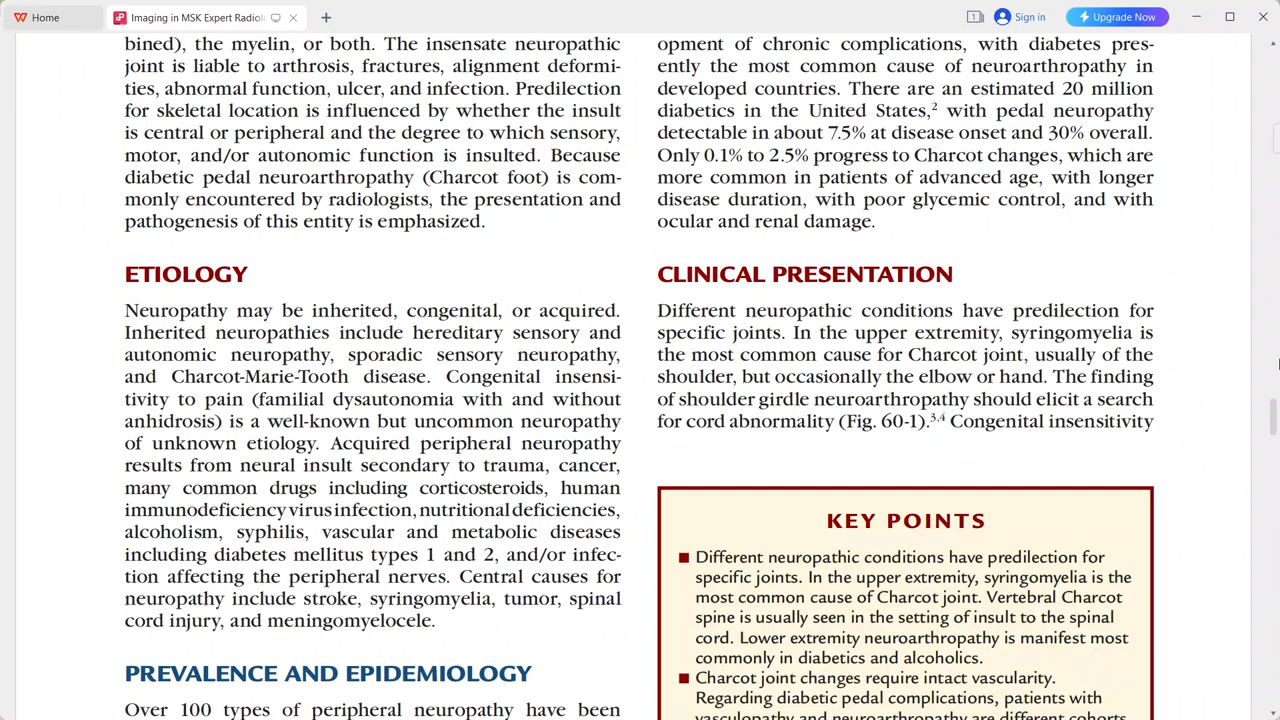 Home
Imaging in MSK Expert Radiol
1
Sign in
Upgrade Now
bined), the myelin, or both. The insensate neuropathic
joint is liable to arthrosis, fractures, alignment deformi-
ties, abnormal function, ulcer, and infection. Predilection
for skeletal location is influenced by whether the insult
is central or peripheral and the degree to which sensory,
motor, and/or autonomic function is insulted. Because
diabetic pedal neuroarthropathy (Charcot foot) is com-
monly encountered by radiologists, the presentation and
pathogenesis of this entity is emphasized.
ETIOLOGY
Neuropathy may be inherited, congenital, or acquired.
Inherited neuropathies include hereditary sensory and
autonomic neuropathy, sporadic sensory neuropathy,
and Charcot-Marie-Tooth disease. Congenital insensi-
tivity to pain (familial dysautonomia with and without
anhidrosis) is a well-known but uncommon neuropathy
of unknown etiology. Acquired peripheral neuropathy
results from neural insult secondary to trauma, cancer,
many common drugs including corticosteroids, human
immunodeficiency virus infection, nutritional deficiencies,
alcoholism, syphilis, vascular and metabolic diseases
including diabetes mellitus types 1 and 2, and/or infec-
tion affecting the peripheral nerves. Central causes for
neuropathy include stroke, syringomyelia, tumor, spinal
cord injury, and meningomyelocele.
PREVALENCE AND EPIDEMIOLOGY
Over 100 types of peripheral neuropathy have been
opment of chronic complications, with diabetes pres-
ently the most common cause of neuroarthropathy in
developed countries. There are an estimated 20 million
diabetics in the United States,2 with pedal neuropathy
detectable in about 7.5% at disease onset and 30% overall.
Only 0.1% to 2.5% progress to Charcot changes, which are
more common in patients of advanced age, with longer
disease duration, with poor glycemic control, and with
ocular and renal damage.
CLINICAL PRESENTATION
Different neuropathic conditions have predilection for
specific joints. In the upper extremity, syringomyelia is
the most common cause for Charcot joint, usually of the
shoulder, but occasionally the elbow or hand. The finding
of shoulder girdle neuroarthropathy should elicit a search
for cord abnormality (Fig. 60-1).3,4 Congenital insensitivity
KEY POINTS
■ Different neuropathic conditions have predilection for
specific joints. In the upper extremity, syringomyelia is the
most common cause of Charcot joint. Vertebral Charcot
spine is usually seen in the setting of insult to the spinal
cord. Lower extremity neuroarthropathy is manifest most
commonly in diabetics and alcoholics.
■ Charcot joint changes require intact vascularity.
Regarding diabetic pedal complications, patients with
vasculopathy and neuroarthropathy are different cohorts